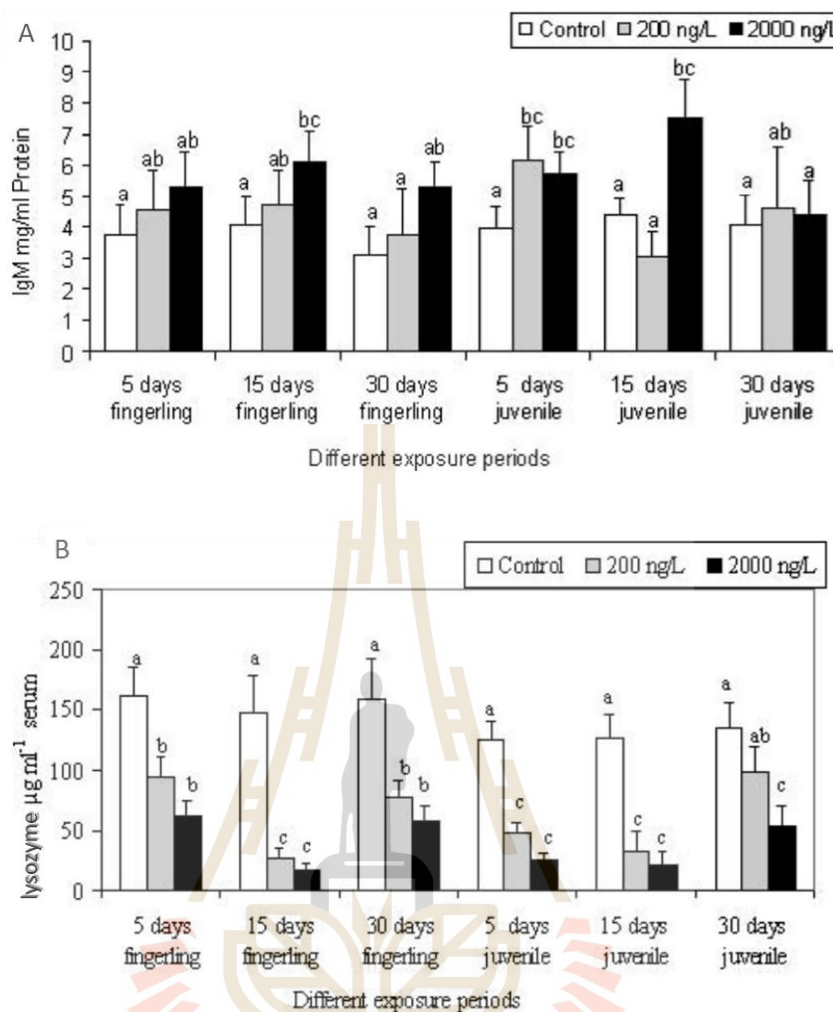 A
Control 200 ng/L 2000 ng/L
10
9
8
7
6
5
4
3
2
1
0
IgM mg/ml Protein
a ab ab a ab bc a a ab a bc bc a a bc a ab a
5 days 15 days 30 days 5 days 15 days 30 days
fingerling fingerling fingerling juvenile juvenile juvenile
Different exposure periods
B
Control 200 ng/L 2000 ng/L
250
200
150
100
50
0
lysozyme µg ml⁻¹ serum
a b b a c c a b b a c c a c c a ab c
5 days 15 days 30 days 5 days 15 days 30 days
fingerling fingerling fingerling juvenile juvenile juvenile
Different exposure periods